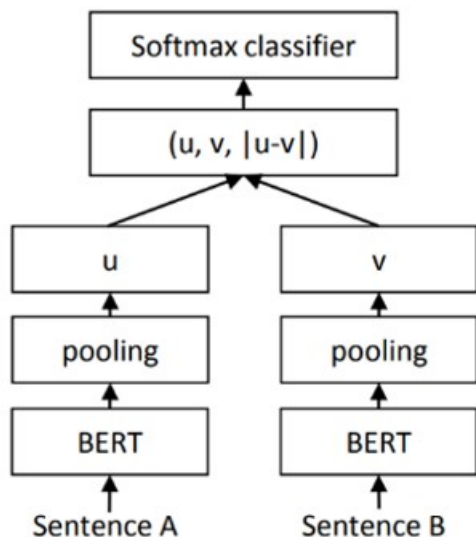 Softmax classifier
(u, v, |u-v|)
u
v
pooling
pooling
BERT
BERT
Sentence A
Sentence B